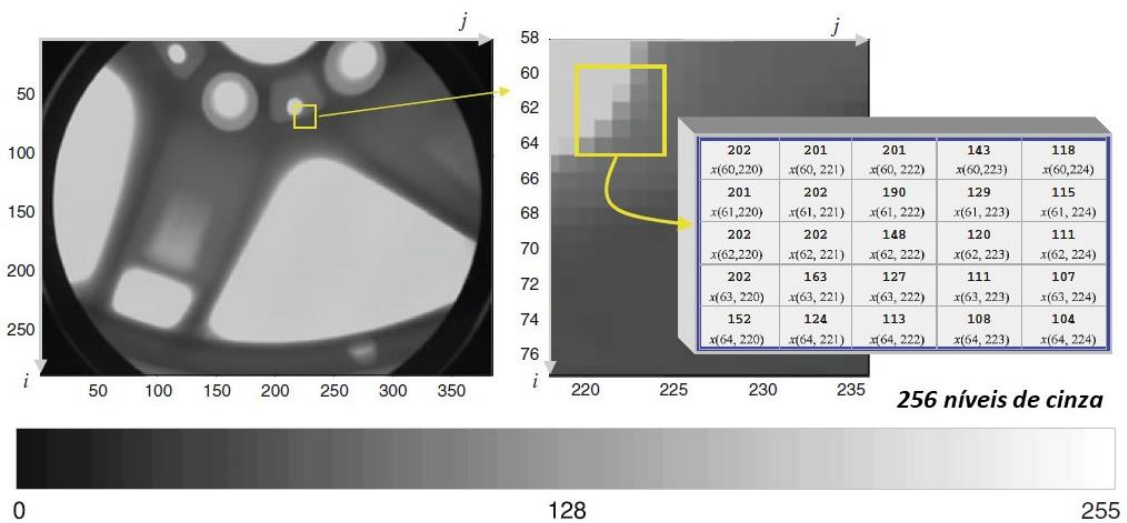 j
50
100
150
200
250
i
50 100 150 200 250 300 350
j
58
60
62
64
66
68
70
72
74
76
i
220 225 230 235
202 201 201 143 118
x(60,220) x(60, 221) x(60, 222) x(60,223) x(60,224)
201 202 190 129 115
x(61,220) x(61, 221) x(61, 222) x(61, 223) x(61, 224)
202 202 148 120 111
x(62,220) x(62, 221) x(62, 222) x(62, 223) x(62, 224)
202 163 127 111 107
x(63, 220) x(63, 221) x(63, 222) x(63, 223) x(63, 224)
152 124 113 108 104
x(64, 220) x(64, 221) x(64, 222) x(64, 223) x(64, 224)
256 níveis de cinza
0 128 255